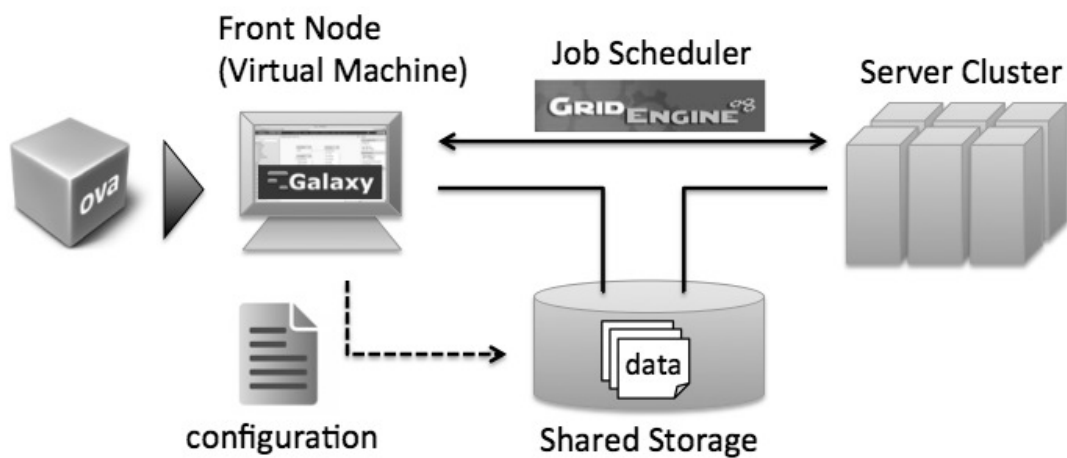 Front Node
(Virtual Machine)
Job Scheduler
GRID ENGINE
Server Cluster
ova
Galaxy
data
configuration
Shared Storage